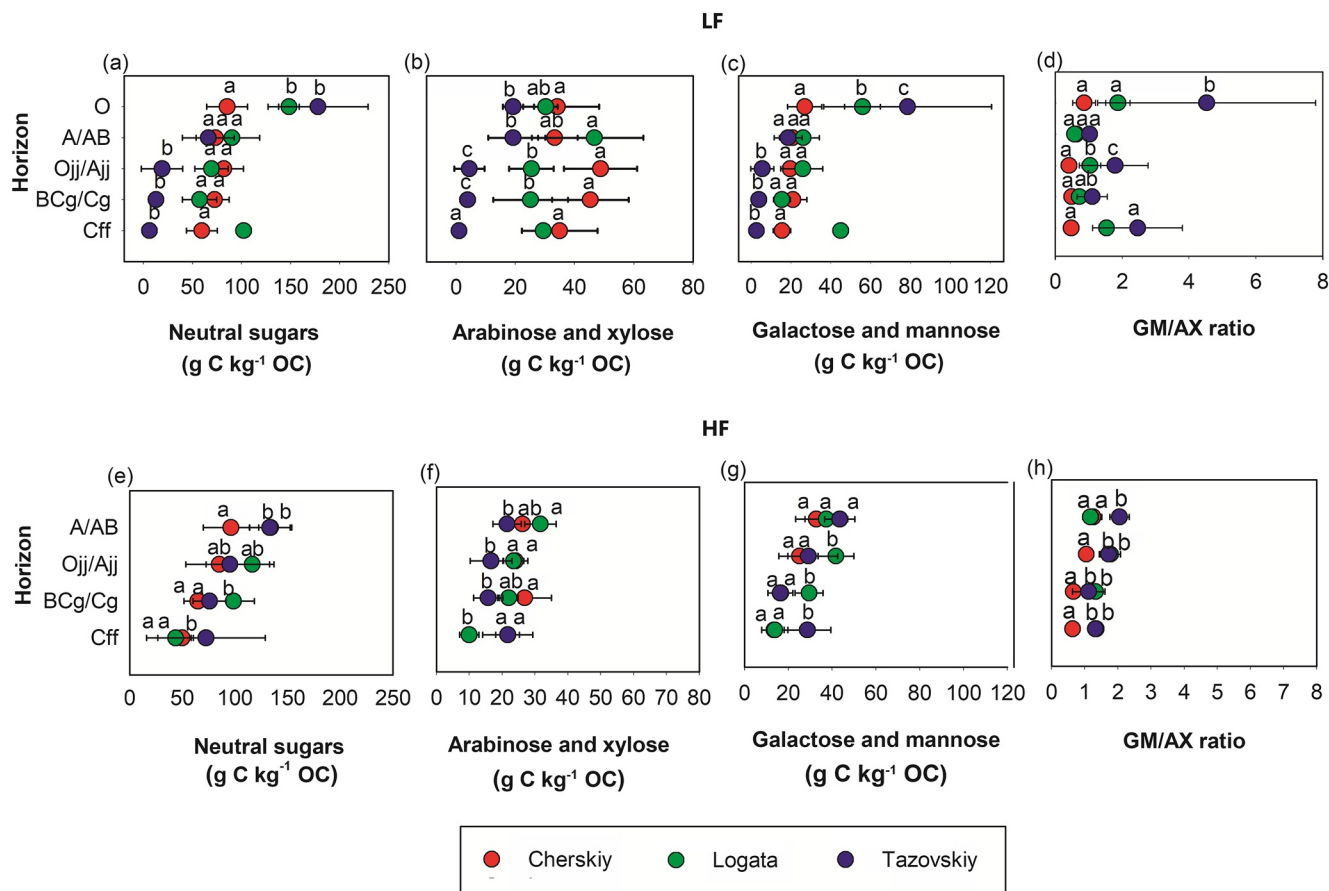 LF
(a)
(b)
(c)
(d)
Horizon
O
A/AB
Ojj/Ajj
BCg/Cg
Cff
a b b
a a a
b a a
b a a
b a
b ab a
b ab a
c b a
c b a
a a
a b c
a a a
b a a
b a a
b a
a a b
a a a
a b c
a a b
a a
0 50 100 150 200 250
0 20 40 60 80
0 20 40 60 80 100 120
0 2 4 6 8
Neutral sugars
(g C kg-1 OC)
Arabinose and xylose
(g C kg-1 OC)
Galactose and mannose
(g C kg-1 OC)
GM/AX ratio
HF
(e)
(f)
(g)
(h)
Horizon
A/AB
Ojj/Ajj
BCg/Cg
Cff
a b b
a b a b
a a b
a a b
b ab a
b a a
b ab a
b a a
a a a
a a b
a a b
a a b
a a b
a b b
a b b
a b b
0 50 100 150 200 250
0 10 20 30 40 50 60 70 80
0 20 40 60 80 100 120
0 1 2 3 4 5 6 7 8
Neutral sugars
(g C kg-1 OC)
Arabinose and xylose
(g C kg-1 OC)
Galactose and mannose
(g C kg-1 OC)
GM/AX ratio
Cherskiy Logata Tazovskiy